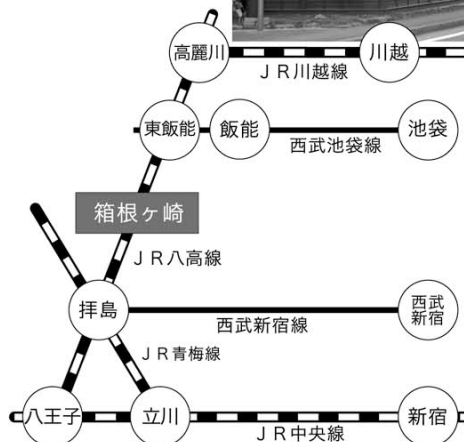 高麗川
川越
ＪＲ川越線
東飯能
飯能
池袋
西武池袋線
箱根ヶ崎
ＪＲ八高線
拝島
西武
新宿
西武新宿線
ＪＲ青梅線
八王子
立川
新宿
ＪＲ中央線